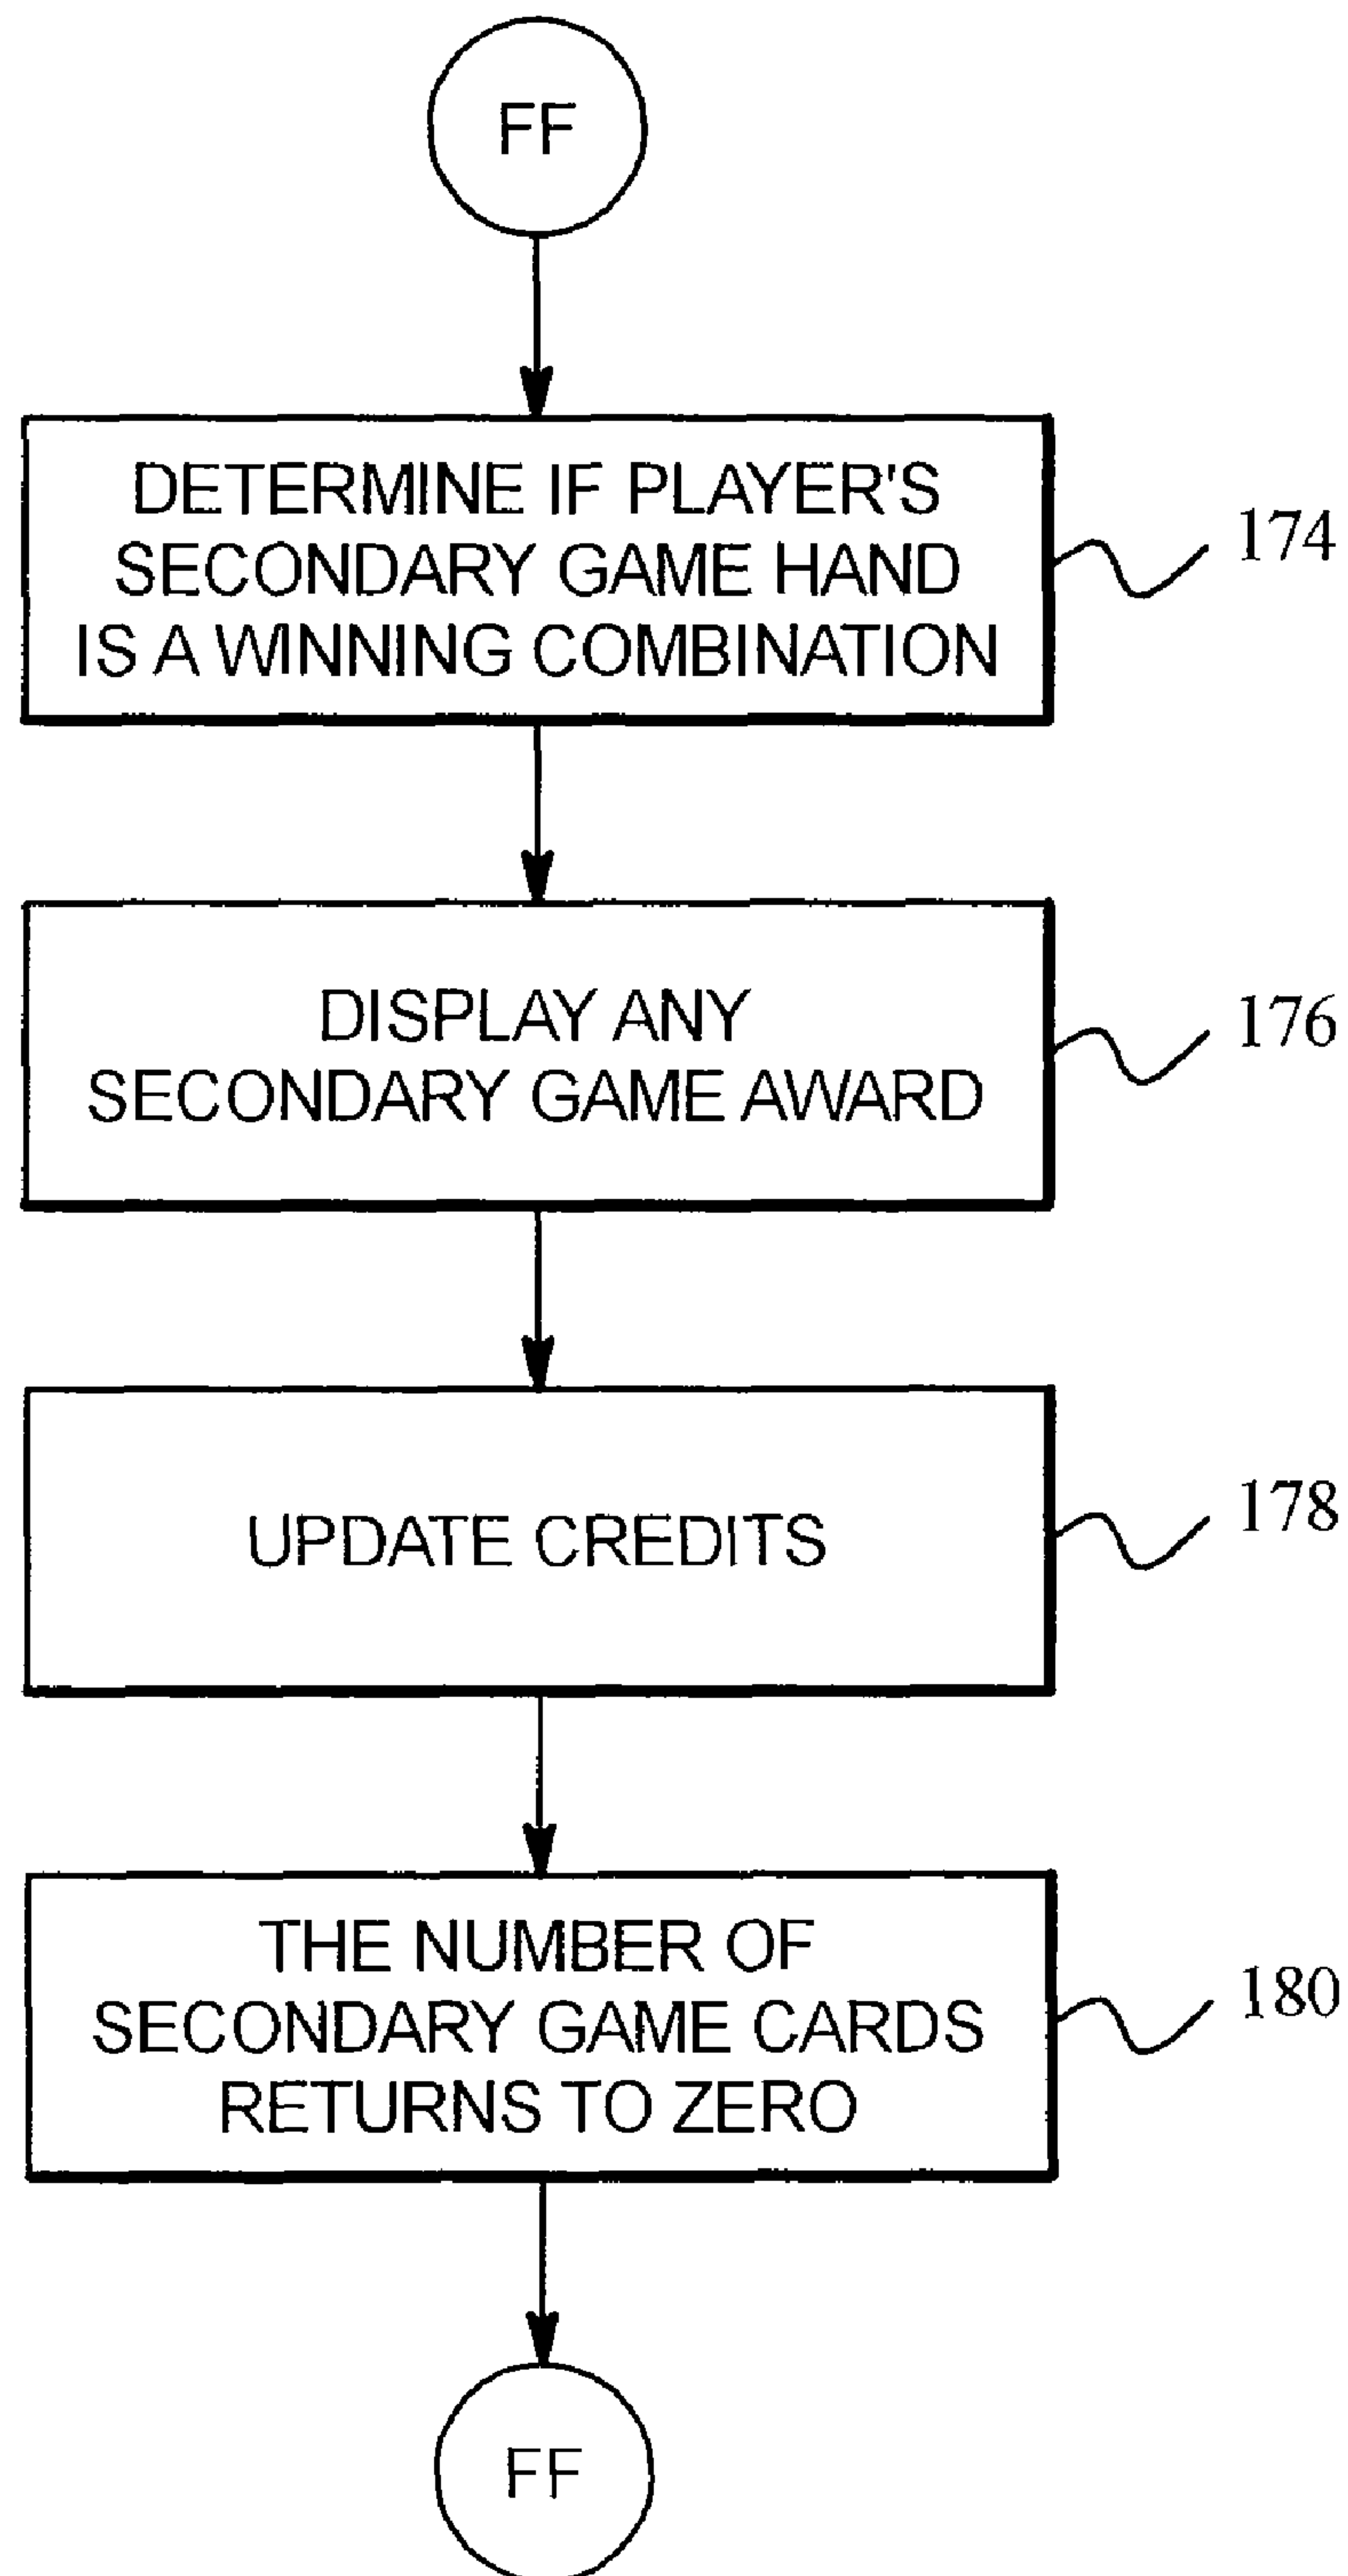 FF
DETERMINE IF PLAYER'S
SECONDARY GAME HAND
IS A WINNING COMBINATION
174
DISPLAY ANY
SECONDARY GAME AWARD
176
UPDATE CREDITS
178
THE NUMBER OF
SECONDARY GAME CARDS
RETURNS TO ZERO
180
FF